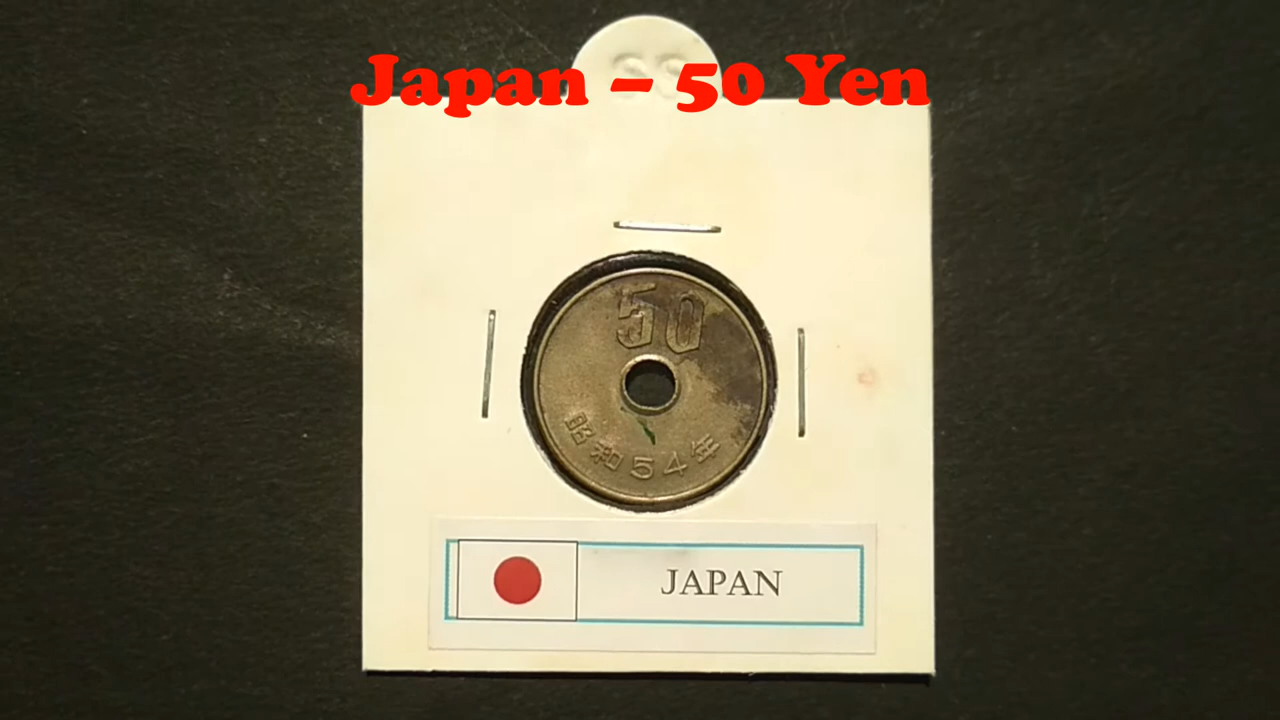 Japan – 50 Yen
50
昭和54年
JAPAN